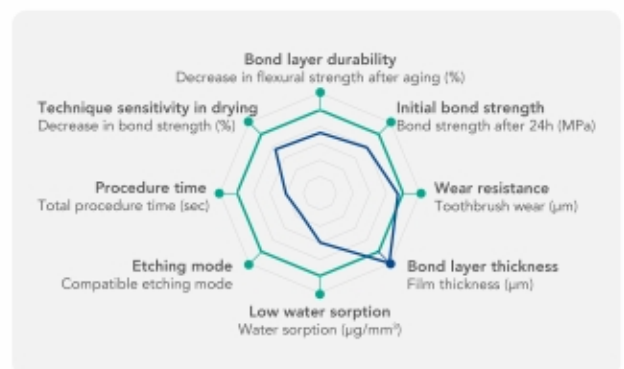 Bond layer durability
Decrease in flexural strength after aging (%)
Technique sensitivity in drying
Decrease in bond strength (%)
Initial bond strength
Bond strength after 24h (MPa)
Procedure time
Total procedure time (sec)
Wear resistance
Toothbrush wear (µm)
Etching mode
Compatible etching mode
Bond layer thickness
Film thickness (µm)
Low water sorption
Water sorption (µg/mm³)